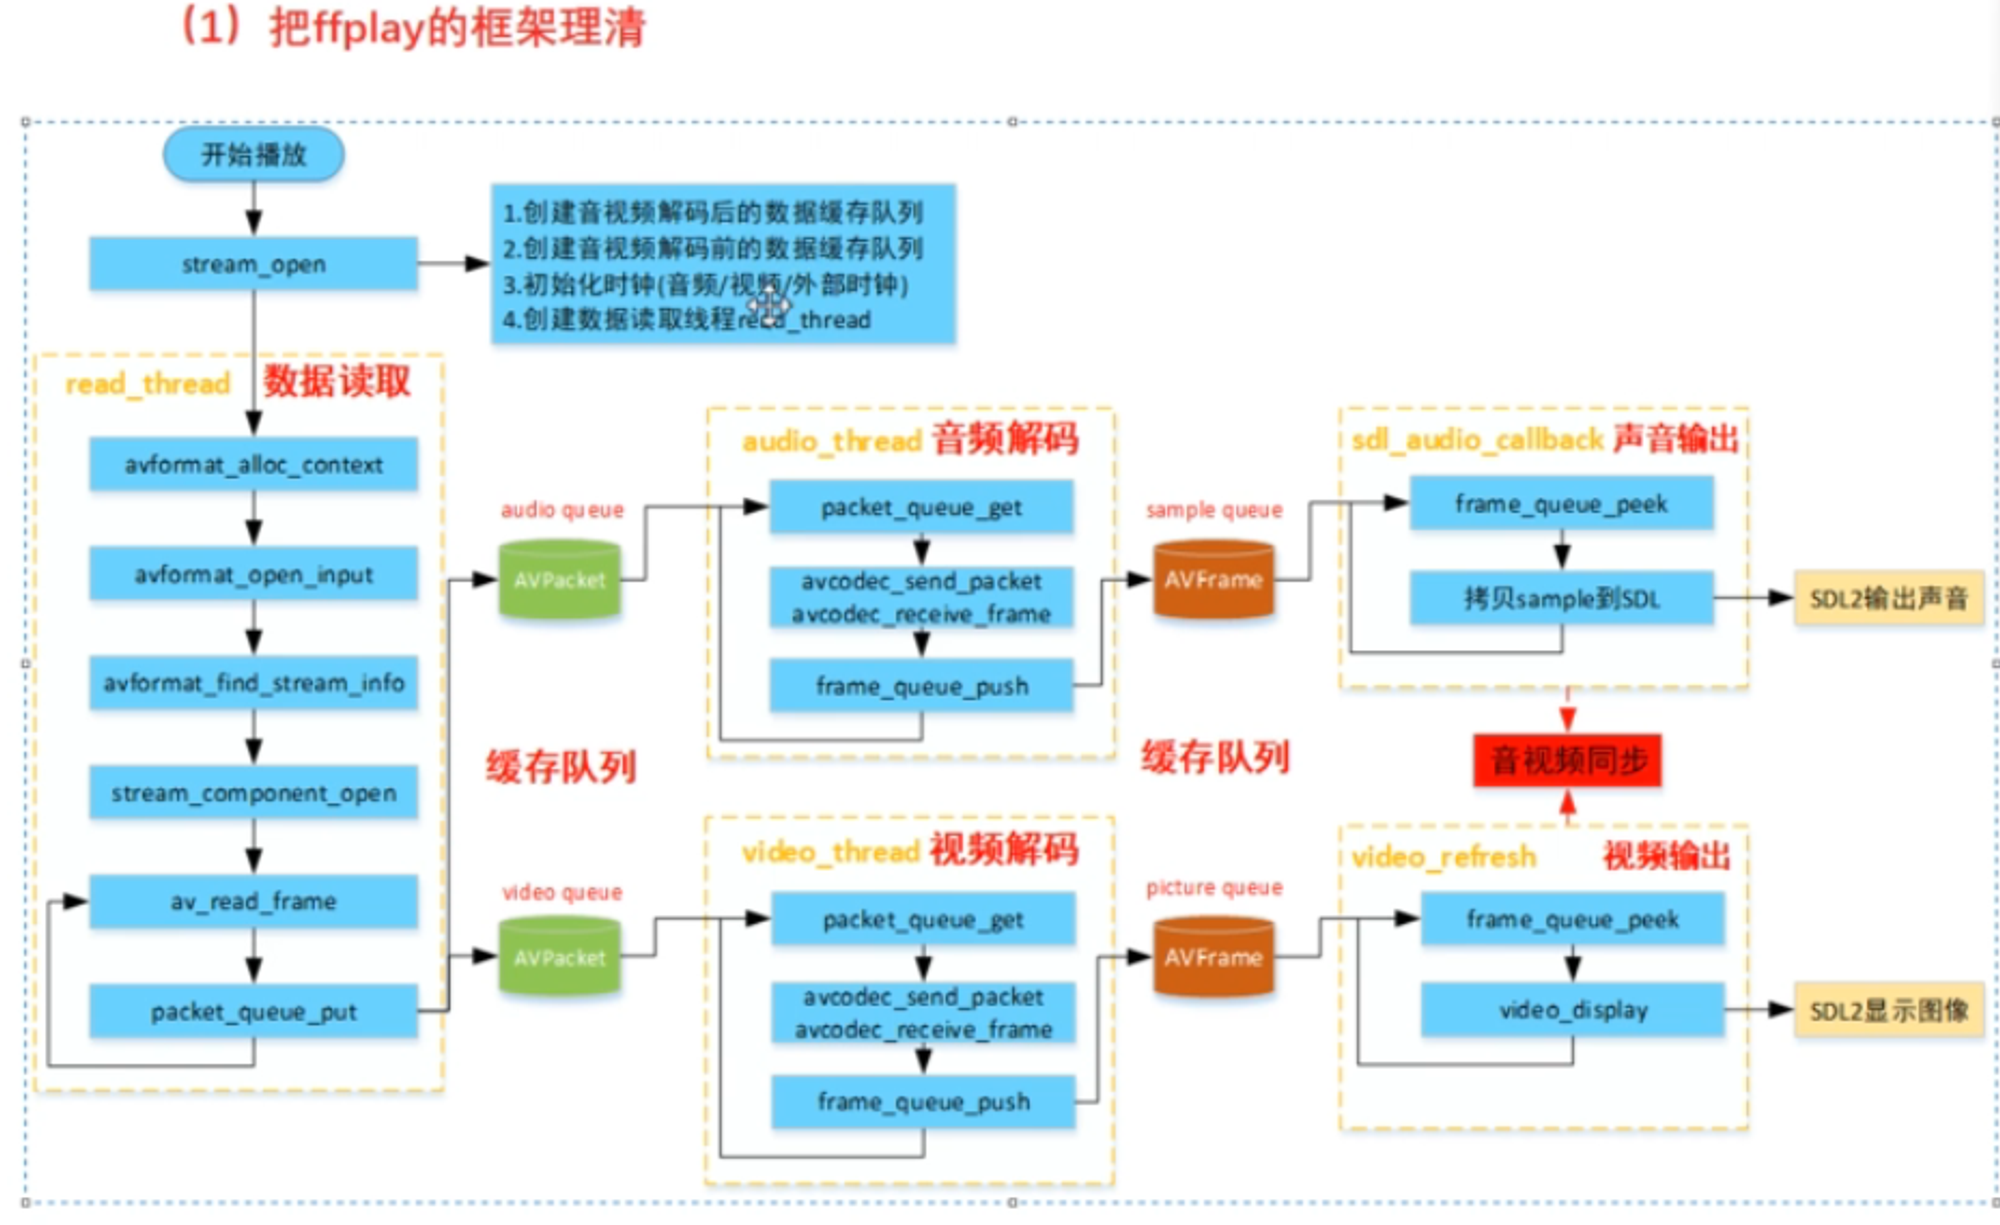 (1) 把ffplay的框架理清
开始播放
stream_open
1.创建音视频解码后的数据缓存队列
2.创建音视频解码前的数据缓存队列
3.初始化时钟(音频/视频/外部时钟)
4.创建数据读取线程read_thread
read_thread 数据读取
avformat_alloc_context
avformat_open_input
avformat_find_stream_info
stream_component_open
av_read_frame
packet_queue_put
audio queue
AVPacket
缓存队列
video queue
AVPacket
audio_thread 音频解码
packet_queue_get
avcodec_send_packet
avcodec_receive_frame
frame_queue_push
video_thread 视频解码
packet_queue_get
avcodec_send_packet
avcodec_receive_frame
frame_queue_push
sample queue
AVFrame
缓存队列
picture queue
AVFrame
sdl_audio_callback 声音输出
frame_queue_peek
拷贝sample到SDL
SDL2输出声音
音视频同步
video_refresh 视频输出
frame_queue_peek
video_display
SDL2显示图像